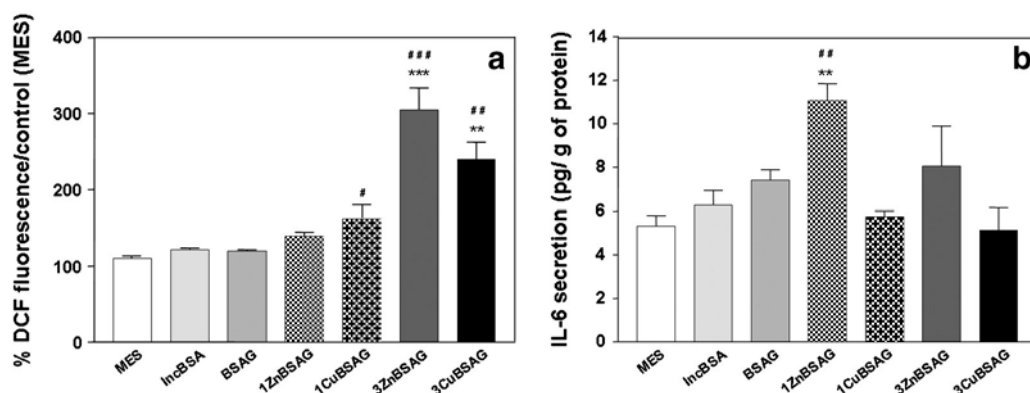 % DCF fluorescence/control (MES)
400
300
200
100
0
a
###
***
##
**
#
MES
IncBSA
BSAG
1ZnBSAG
1CuBSAG
3ZnBSAG
3CuBSAG
IL-6 secretion (pg/ g of protein)
14
12
10
8
6
4
2
0
b
##
**
MES
IncBSA
BSAG
1ZnBSAG
1CuBSAG
3ZnBSAG
3CuBSAG